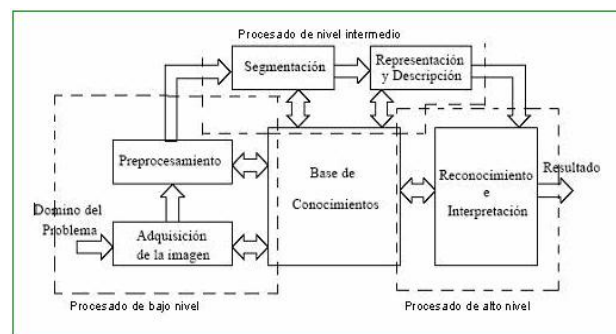 Procesado de nivel intermedio
Segmentación
Representación
y Descripción
Preprocesamiento
Base de
Conocimientos
Reconocimiento
e
Interpretación
Resultado
Domino del
Problema
Adquisición
de la imagen
Procesado de bajo nivel
Procesado de alto nivel